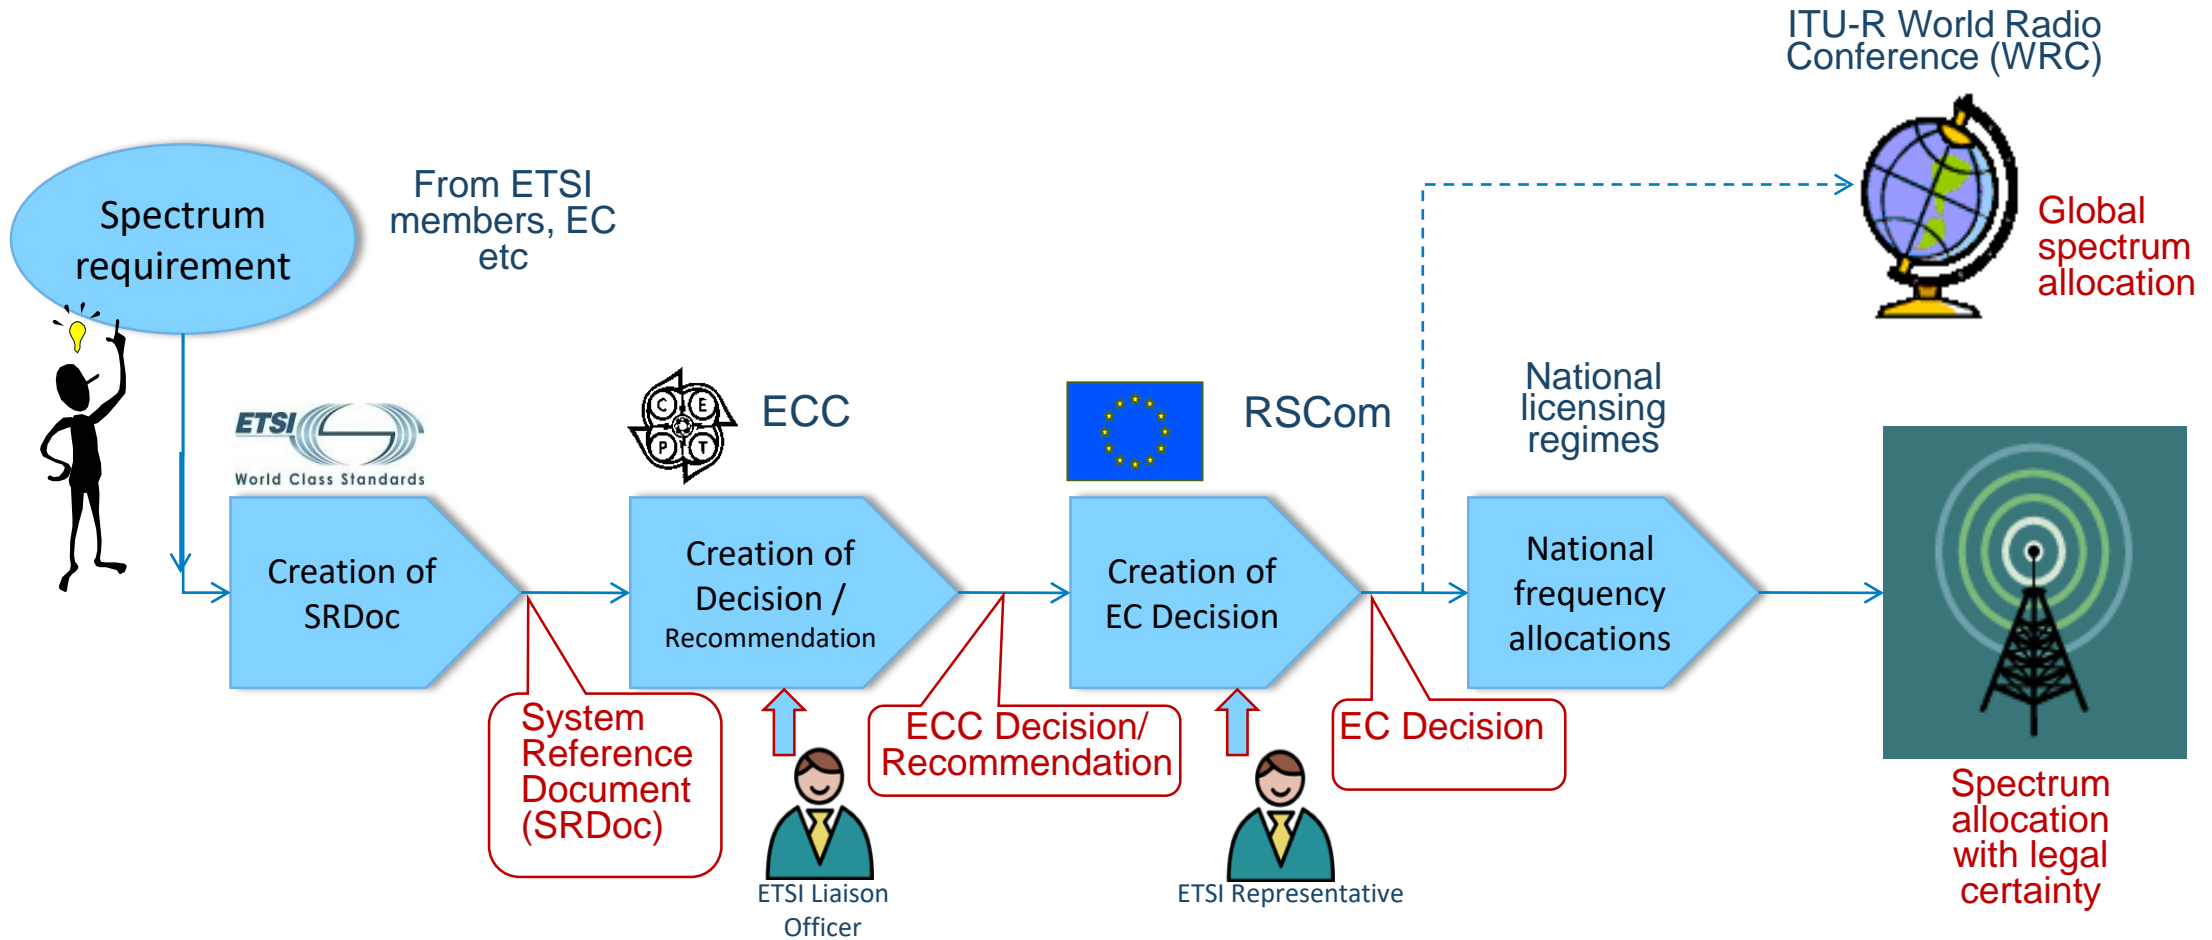 ITU-R World Radio
Conference (WRC)
Spectrum
requirement
From ETSI
members, EC
etc
Global
spectrum
allocation
ETSI
World Class Standards
C E
P T
ECC
RSCom
National
licensing
regimes
Creation of
SRDoc
Creation of
Decision /
Recommendation
Creation of
EC Decision
National
frequency
allocations
System
Reference
Document
(SRDoc)
ECC Decision/
Recommendation
EC Decision
ETSI Liaison
Officer
ETSI Representative
Spectrum
allocation
with legal
certainty